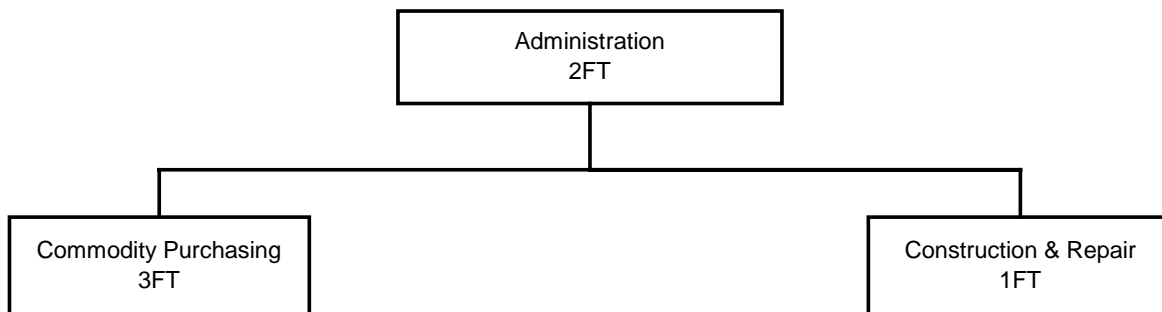 Administration
2FT
Commodity Purchasing
3FT
Construction & Repair
1FT